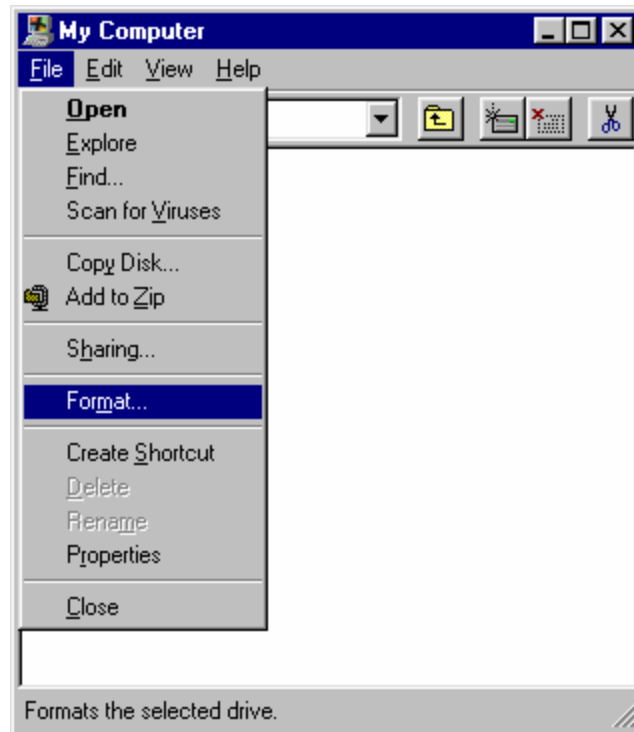 My Computer
File Edit View Help
Open
Explore
Find...
Scan for Viruses
Copy Disk...
Add to Zip
Sharing...
Format...
Create Shortcut
Delete
Rename
Properties
Close
Formats the selected drive.